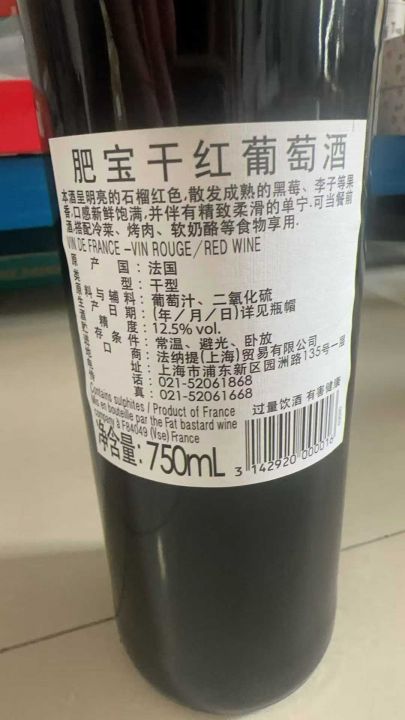 肥宝干红葡萄酒
本酒呈明亮的石榴红色，散发成熟的黑莓、李子等果
香，口感新鲜饱满，并伴有精致柔滑的单宁。可当餐前
酒，搭配冷菜、烤肉、软奶酪等食物享用.
VIN DE FRANCE -VIN ROUGE/RED WINE
原产国：法国
类型：干型
原料与辅料：葡萄汁、二氧化硫
生产日期：(年/月/日)详见瓶帽
酒精度：12.5% vol.
贮存条件：常温、避光、卧放
进口商：法纳提(上海)贸易有限公司
地址：上海市浦东新区园洲路135号一层
电话：021-52061868
传真：021-52061668
Contains sulphites / Product of France
Mis en bouteille par the Fat bastard wine
company à F84049 (Vse) France
过量饮酒 有害健康
净含量:750mL
3 142920 000016